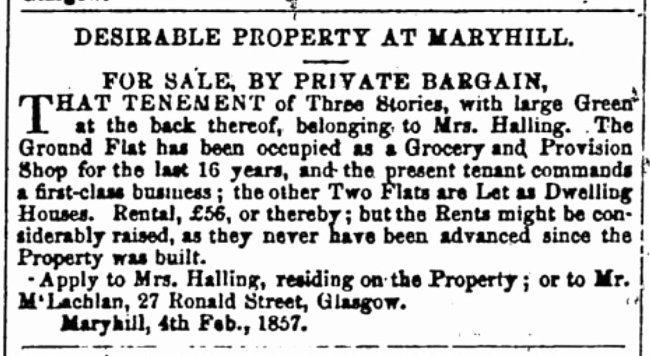 DESIRABLE PROPERTY AT MARYHILL.
FOR SALE, BY PRIVATE BARGAIN,
THAT TENEMENT of Three Stories, with large Green
at the back thereof, belonging to Mrs. Halling. The
Ground Flat has been occupied as a Grocery and Provision
Shop for the last 16 years, and the present tenant commands
a first-class business; the other Two Flats are Let as Dwelling
Houses. Rental, £56, or thereby; but the Rents might be con-
siderably raised, as they never have been advanced since the
Property was built.
Apply to Mrs. Halling, residing on the Property; or to Mr.
M'Lachlan, 27 Ronald Street, Glasgow.
Maryhill, 4th Feb., 1857.